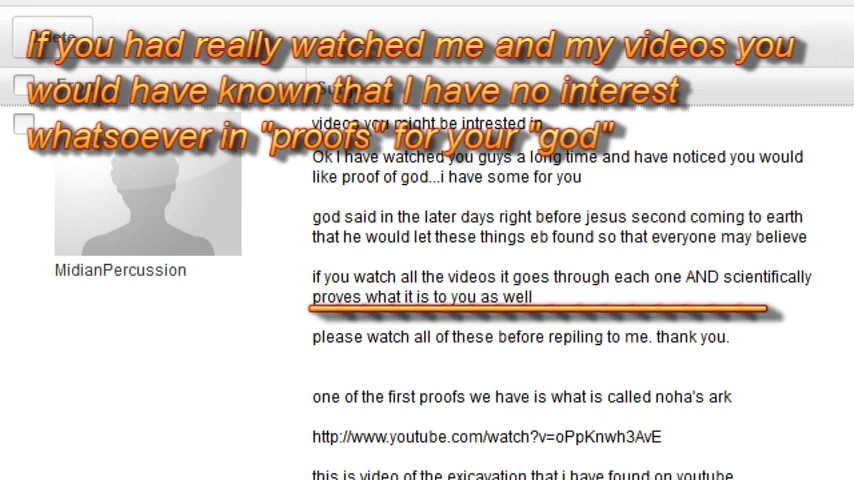 If you had really watched me and my videos you
would have known that I have no interest
whatsoever in "proofs" for your "god"
videos you might be intrested in
Ok I have watched you guys a long time and have noticed you would
like proof of god...i have some for you
god said in the later days right before jesus second coming to earth
that he would let these things eb found so that everyone may believe
MidianPercussion
if you watch all the videos it goes through each one AND scientifically
proves what it is to you as well
please watch all of these before repiling to me. thank you.
one of the first proofs we have is what is called noha's ark
http://www.youtube.com/watch?v=oPpKnwh3AvE
this is video of the exicavation that i have found on youtube